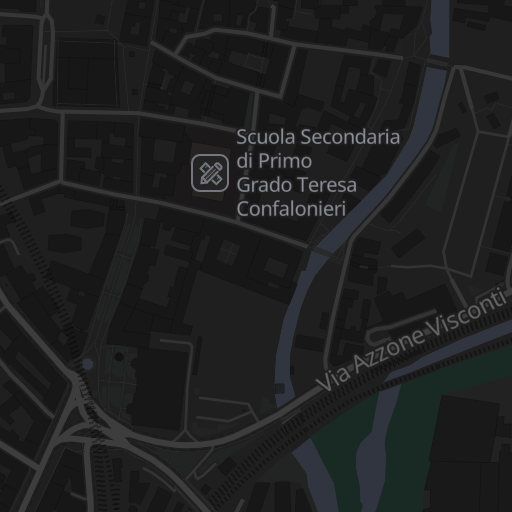 Scuola Secondaria
di Primo
Grado Teresa
Confalonieri
Via Azzone Visconti